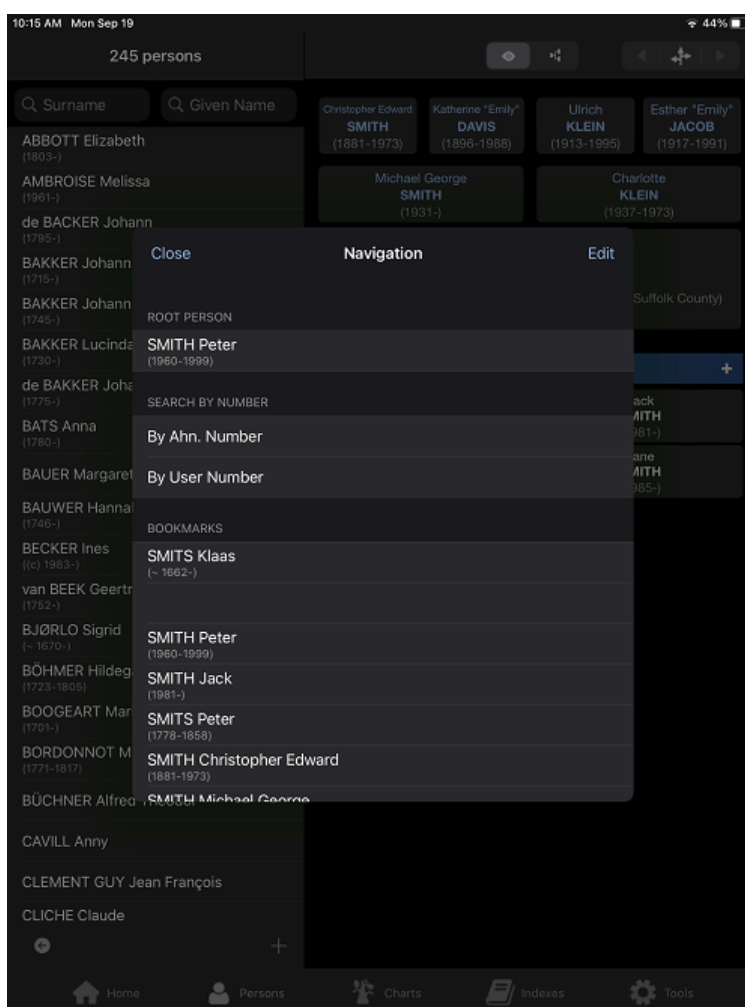 10:15 AM Mon Sep 19
44%
245 persons
Surname
Given Name
ABBOTT Elizabeth
(1803-)
AMBROISE Melissa
(1961-)
de BACKER Johann
(1795-)
BAKKER Johann
(1715-)
BAKKER Johann
(1745-)
BAKKER Lucinda
(1730-)
de BAKKER Joha
(1775-)
BATS Anna
(1780-)
BAUER Margaret
BAUWER Hanna
(1746-)
BECKER Ines
((c) 1983-)
van BEEK Geertr
(1752-)
BJØRLO Sigrid
(~ 1670-)
BÖHMER Hildeg
(1723-1805)
BOOGEART Mar
(1701-)
BORDONNOT M
(1771-1817)
BÜCHNER Alfred
CAVILL Anny
CLEMENT GUY Jean François
CLICHE Claude
Christopher Edward
SMITH
(1881-1973)
Katherine "Emily"
DAVIS
(1896-1988)
Ulrich
KLEIN
(1913-1995)
Esther "Emily"
JACOB
(1917-1991)
Michael George
SMITH
(1931-)
Charlotte
KLEIN
(1937-1973)
Suffolk County)
+
ack
MITH
981-)
ane
MITH
985-)
Close
Navigation
Edit
ROOT PERSON
SMITH Peter
(1960-1999)
SEARCH BY NUMBER
By Ahn. Number
By User Number
BOOKMARKS
SMITS Klaas
(~ 1662-)
SMITH Peter
(1960-1999)
SMITH Jack
(1981-)
SMITS Peter
(1778-1858)
SMITH Christopher Edward
(1881-1973)
SMITH Michael George
Home
Persons
Charts
Indexes
Tools